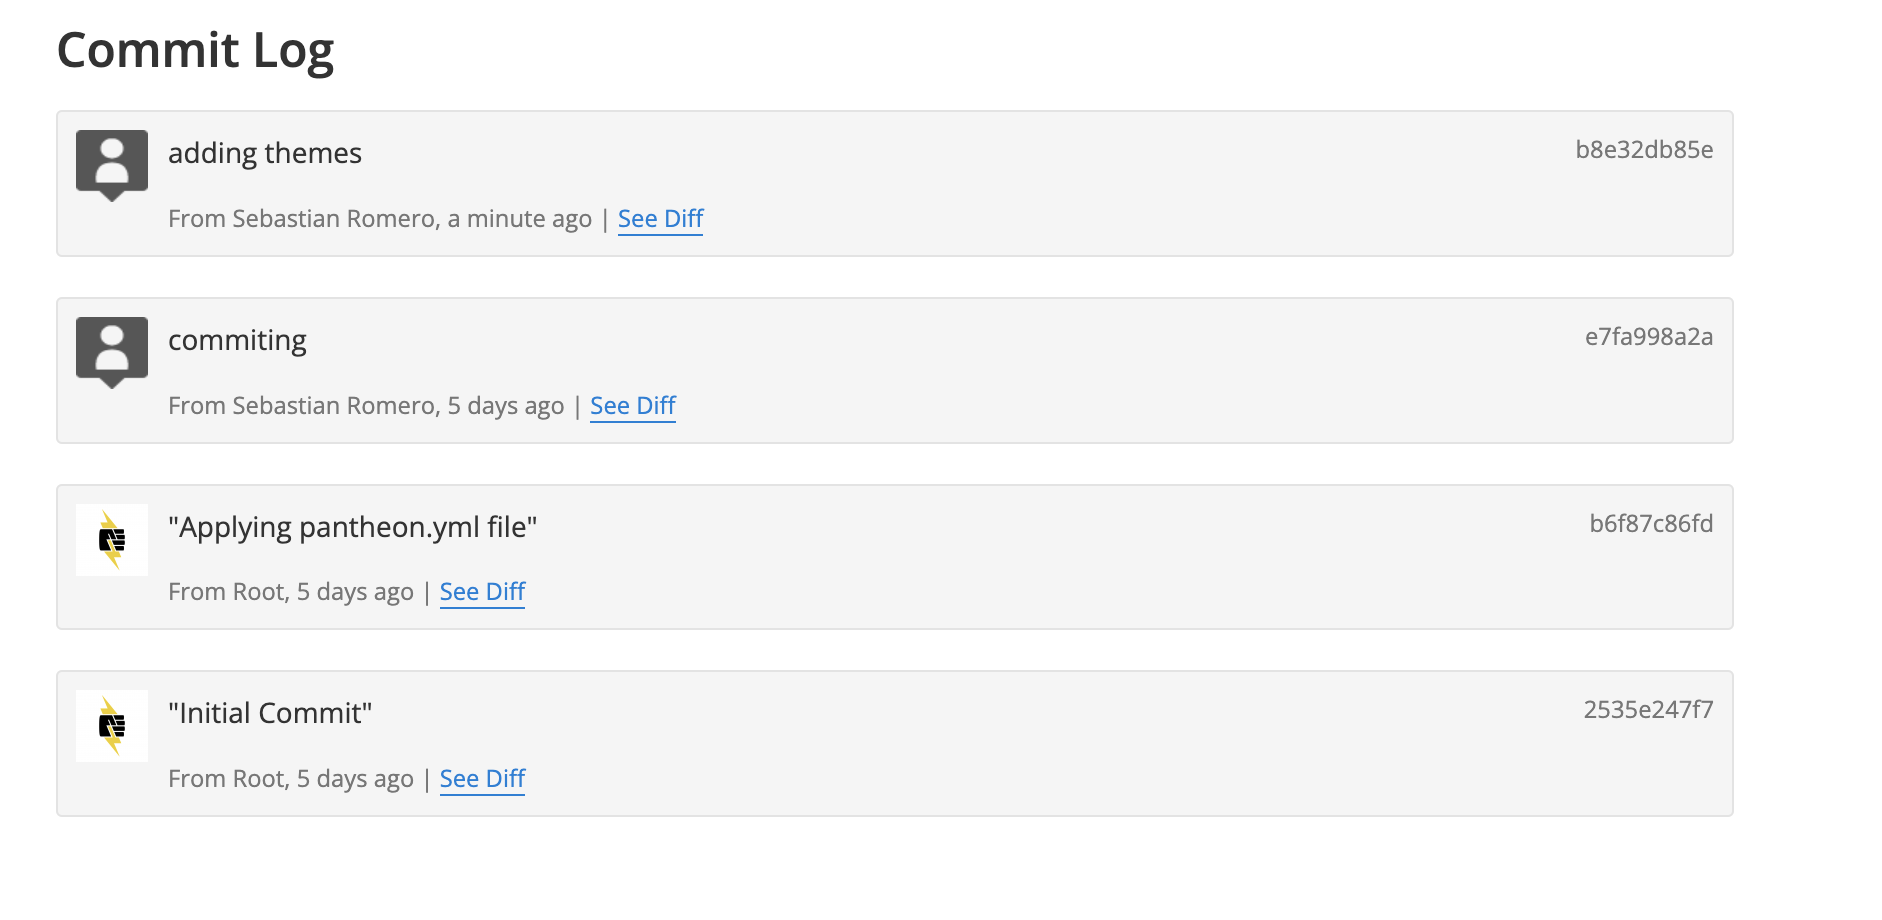 Commit Log
adding themes
b8e32db85e
From Sebastian Romero, a minute ago | See Diff
commiting
e7fa998a2a
From Sebastian Romero, 5 days ago | See Diff
"Applying pantheon.yml file"
b6f87c86fd
From Root, 5 days ago | See Diff
"Initial Commit"
2535e247f7
From Root, 5 days ago | See Diff